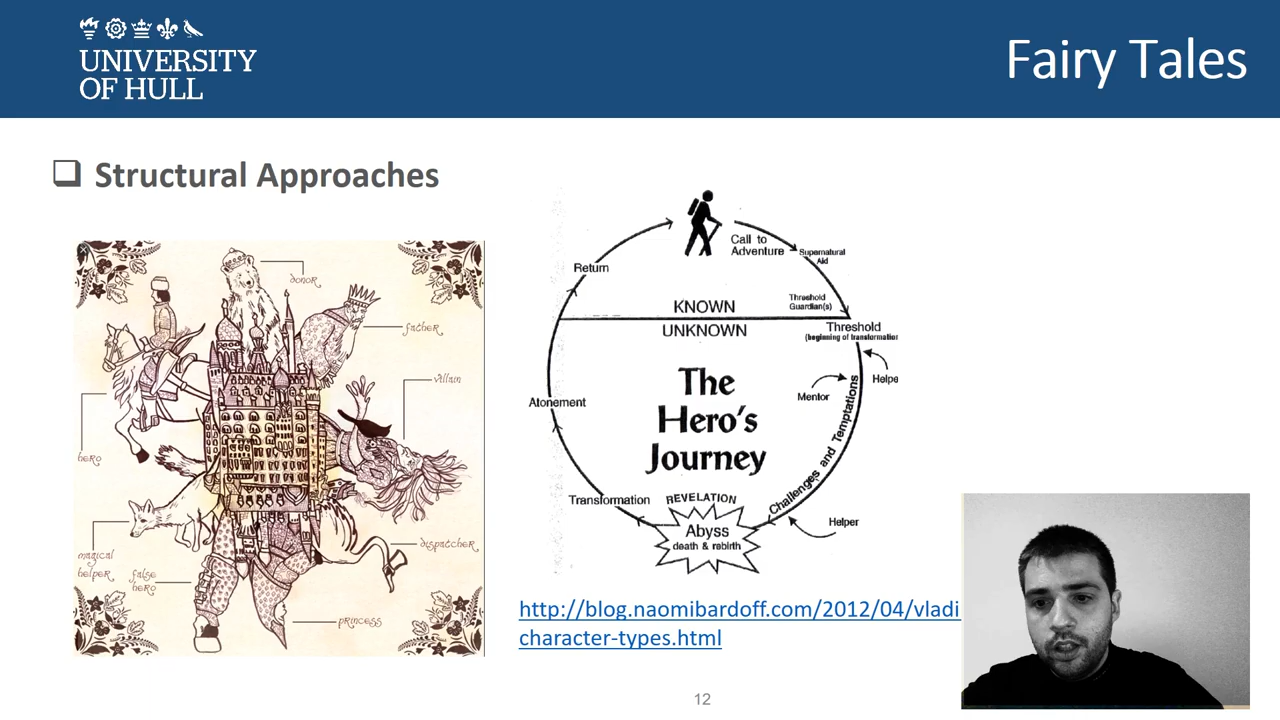 UNIVERSITY
OF HULL
Fairy Tales
Structural Approaches
donor
father
villain
hero
magical
helper
false
hero
dispatcher
princess
Call to
Adventure
Supernatural
Aid
Return
KNOWN
Threshold
Guardian(s)
UNKNOWN
Threshold
(beginning of transformation
The
Hero's
Journey
Helpe
Mentor
Atonement
Challenges and Temptations
Transformation
REVELATION
Abyss
death & rebirth
Helper
http://blog.naomibardoff.com/2012/04/vladi
character-types.html
12